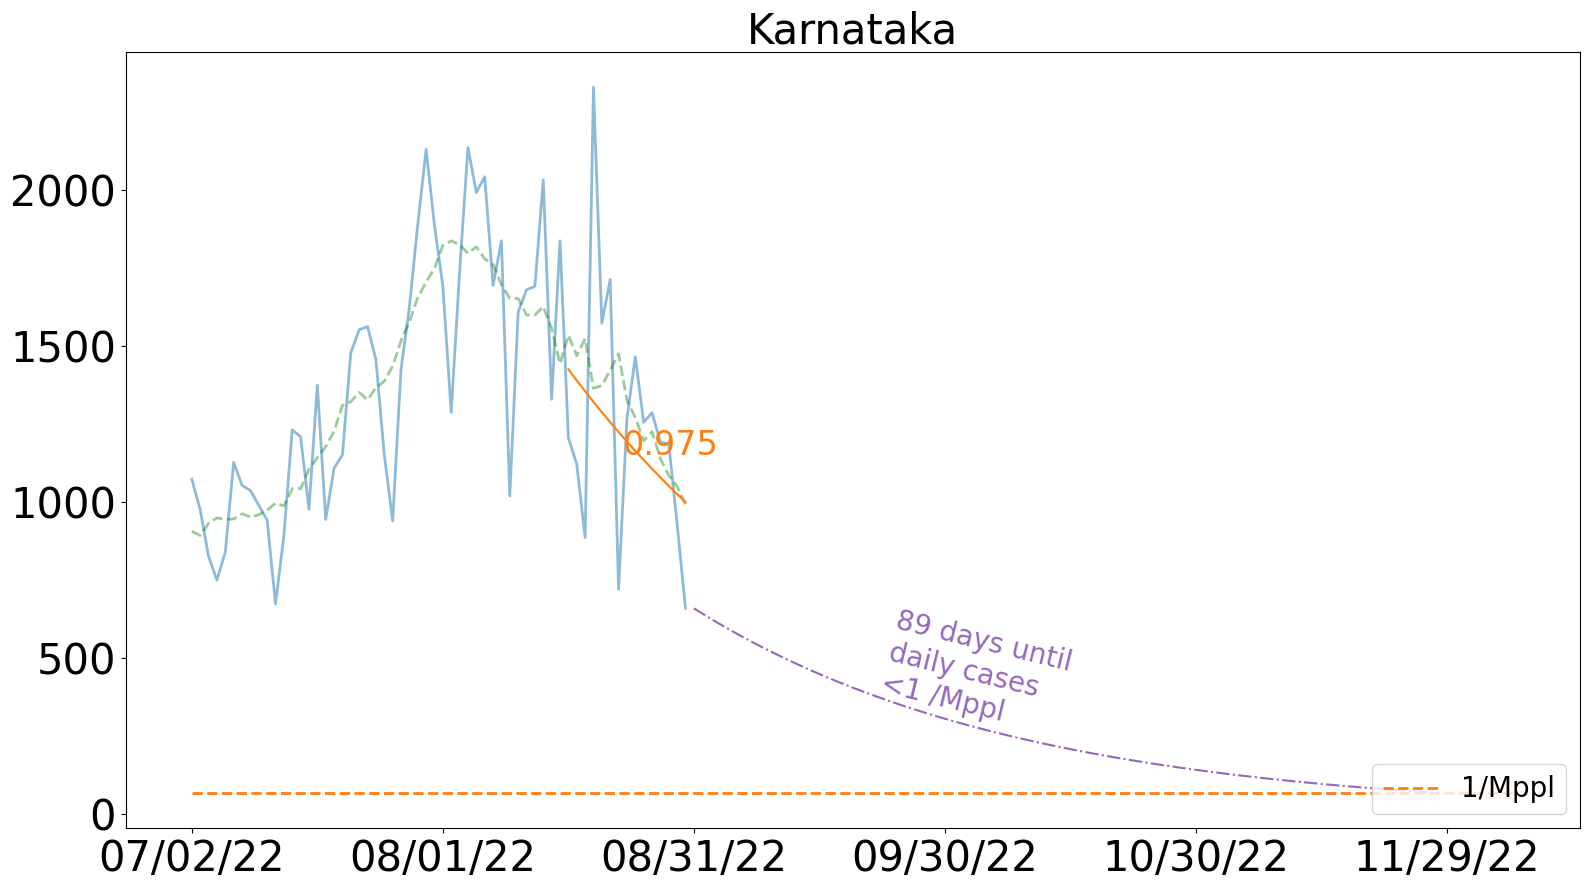 Karnataka
2000
1500
1000
500
0
0.975
89 days until
daily cases
<1 /Mppl
1/Mppl
07/02/22 08/01/22 08/31/22 09/30/22 10/30/22 11/29/22